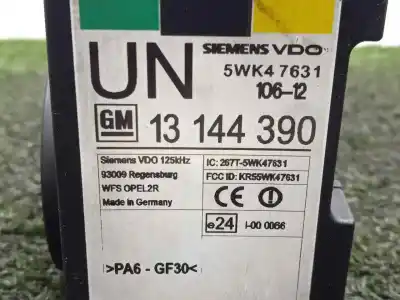 UN
SIEMENS VDO
5WK4 7631
106-12
GM 13 144 390
Siemens VDO 125kHz
93009 Regensburg
WFS OPEL2R
Made in Germany
IC: 267T-5WK47631
FCC ID: KR55WK47631
CE
e24 I-00 0066
>PA6 - GF30<